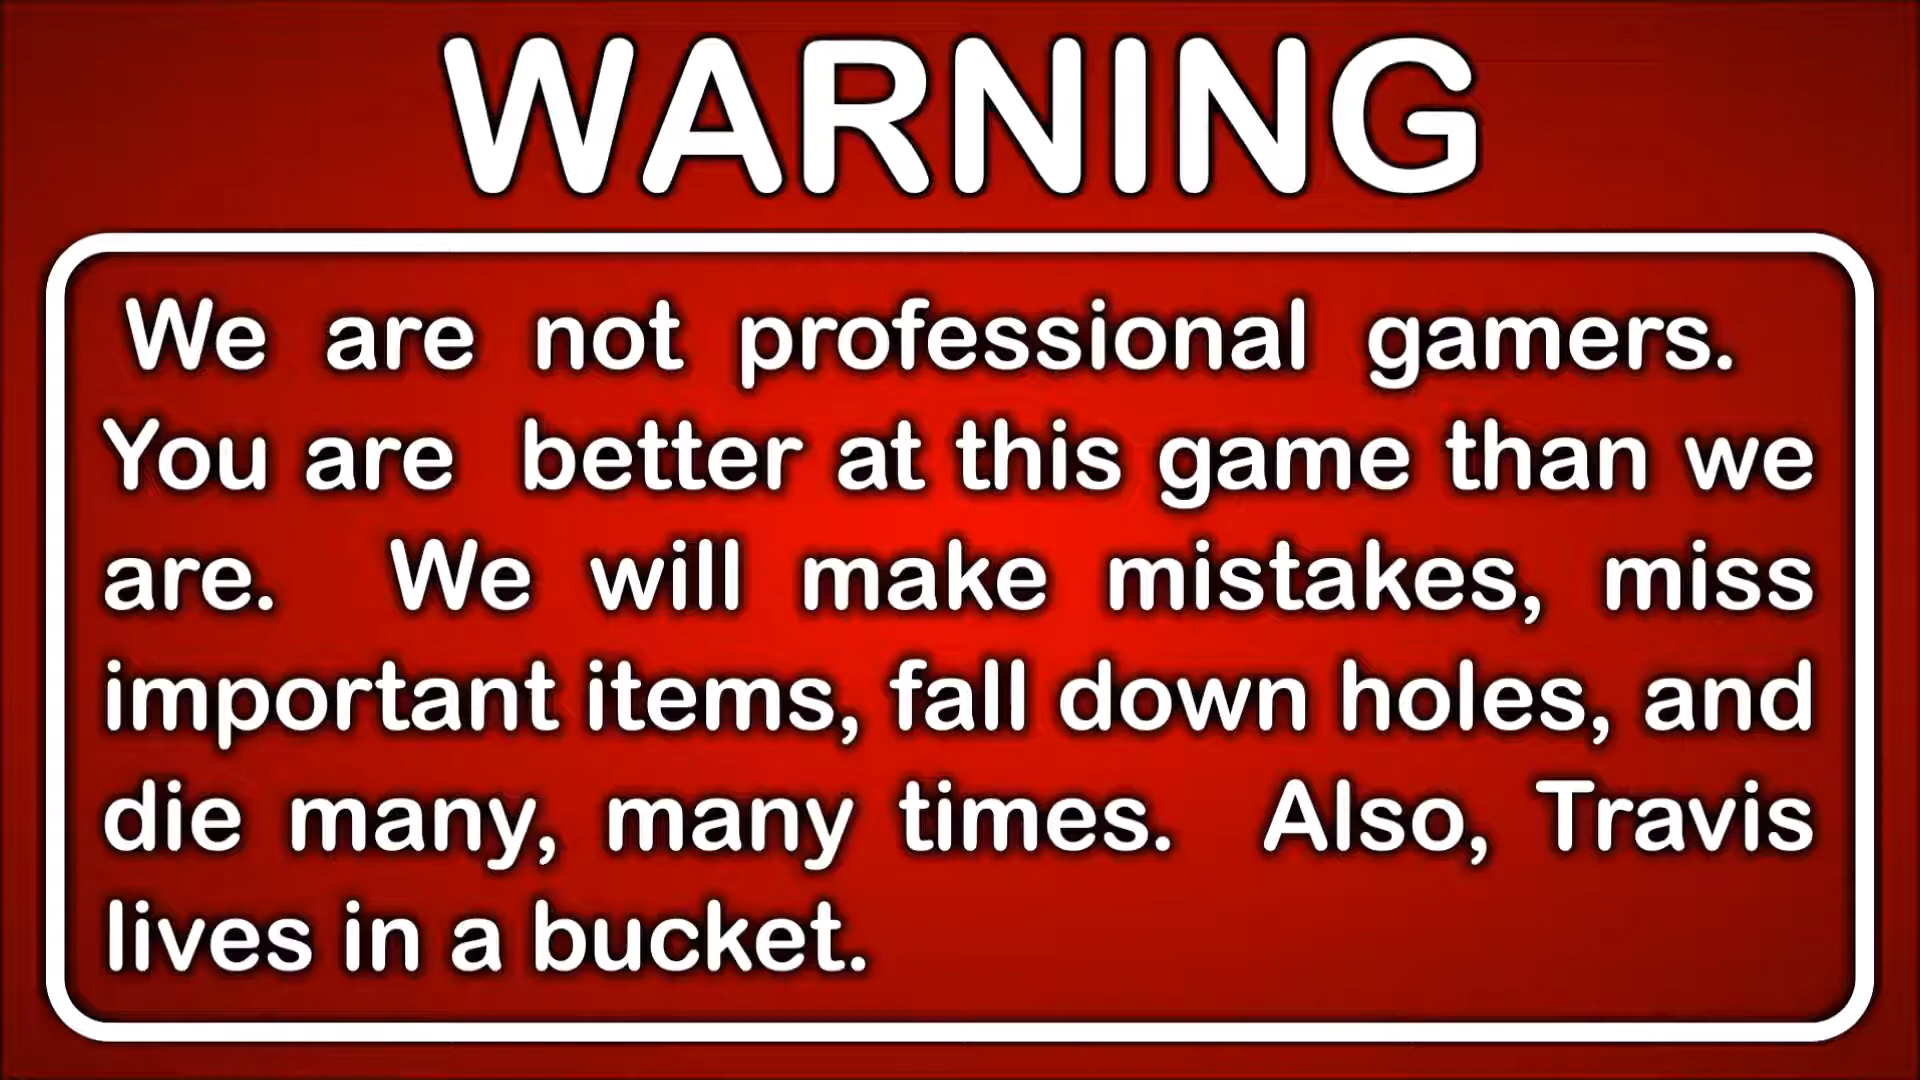 WARNING
We are not professional gamers.
You are better at this game than we
are. We will make mistakes, miss
important items, fall down holes, and
die many, many times. Also, Travis
lives in a bucket.